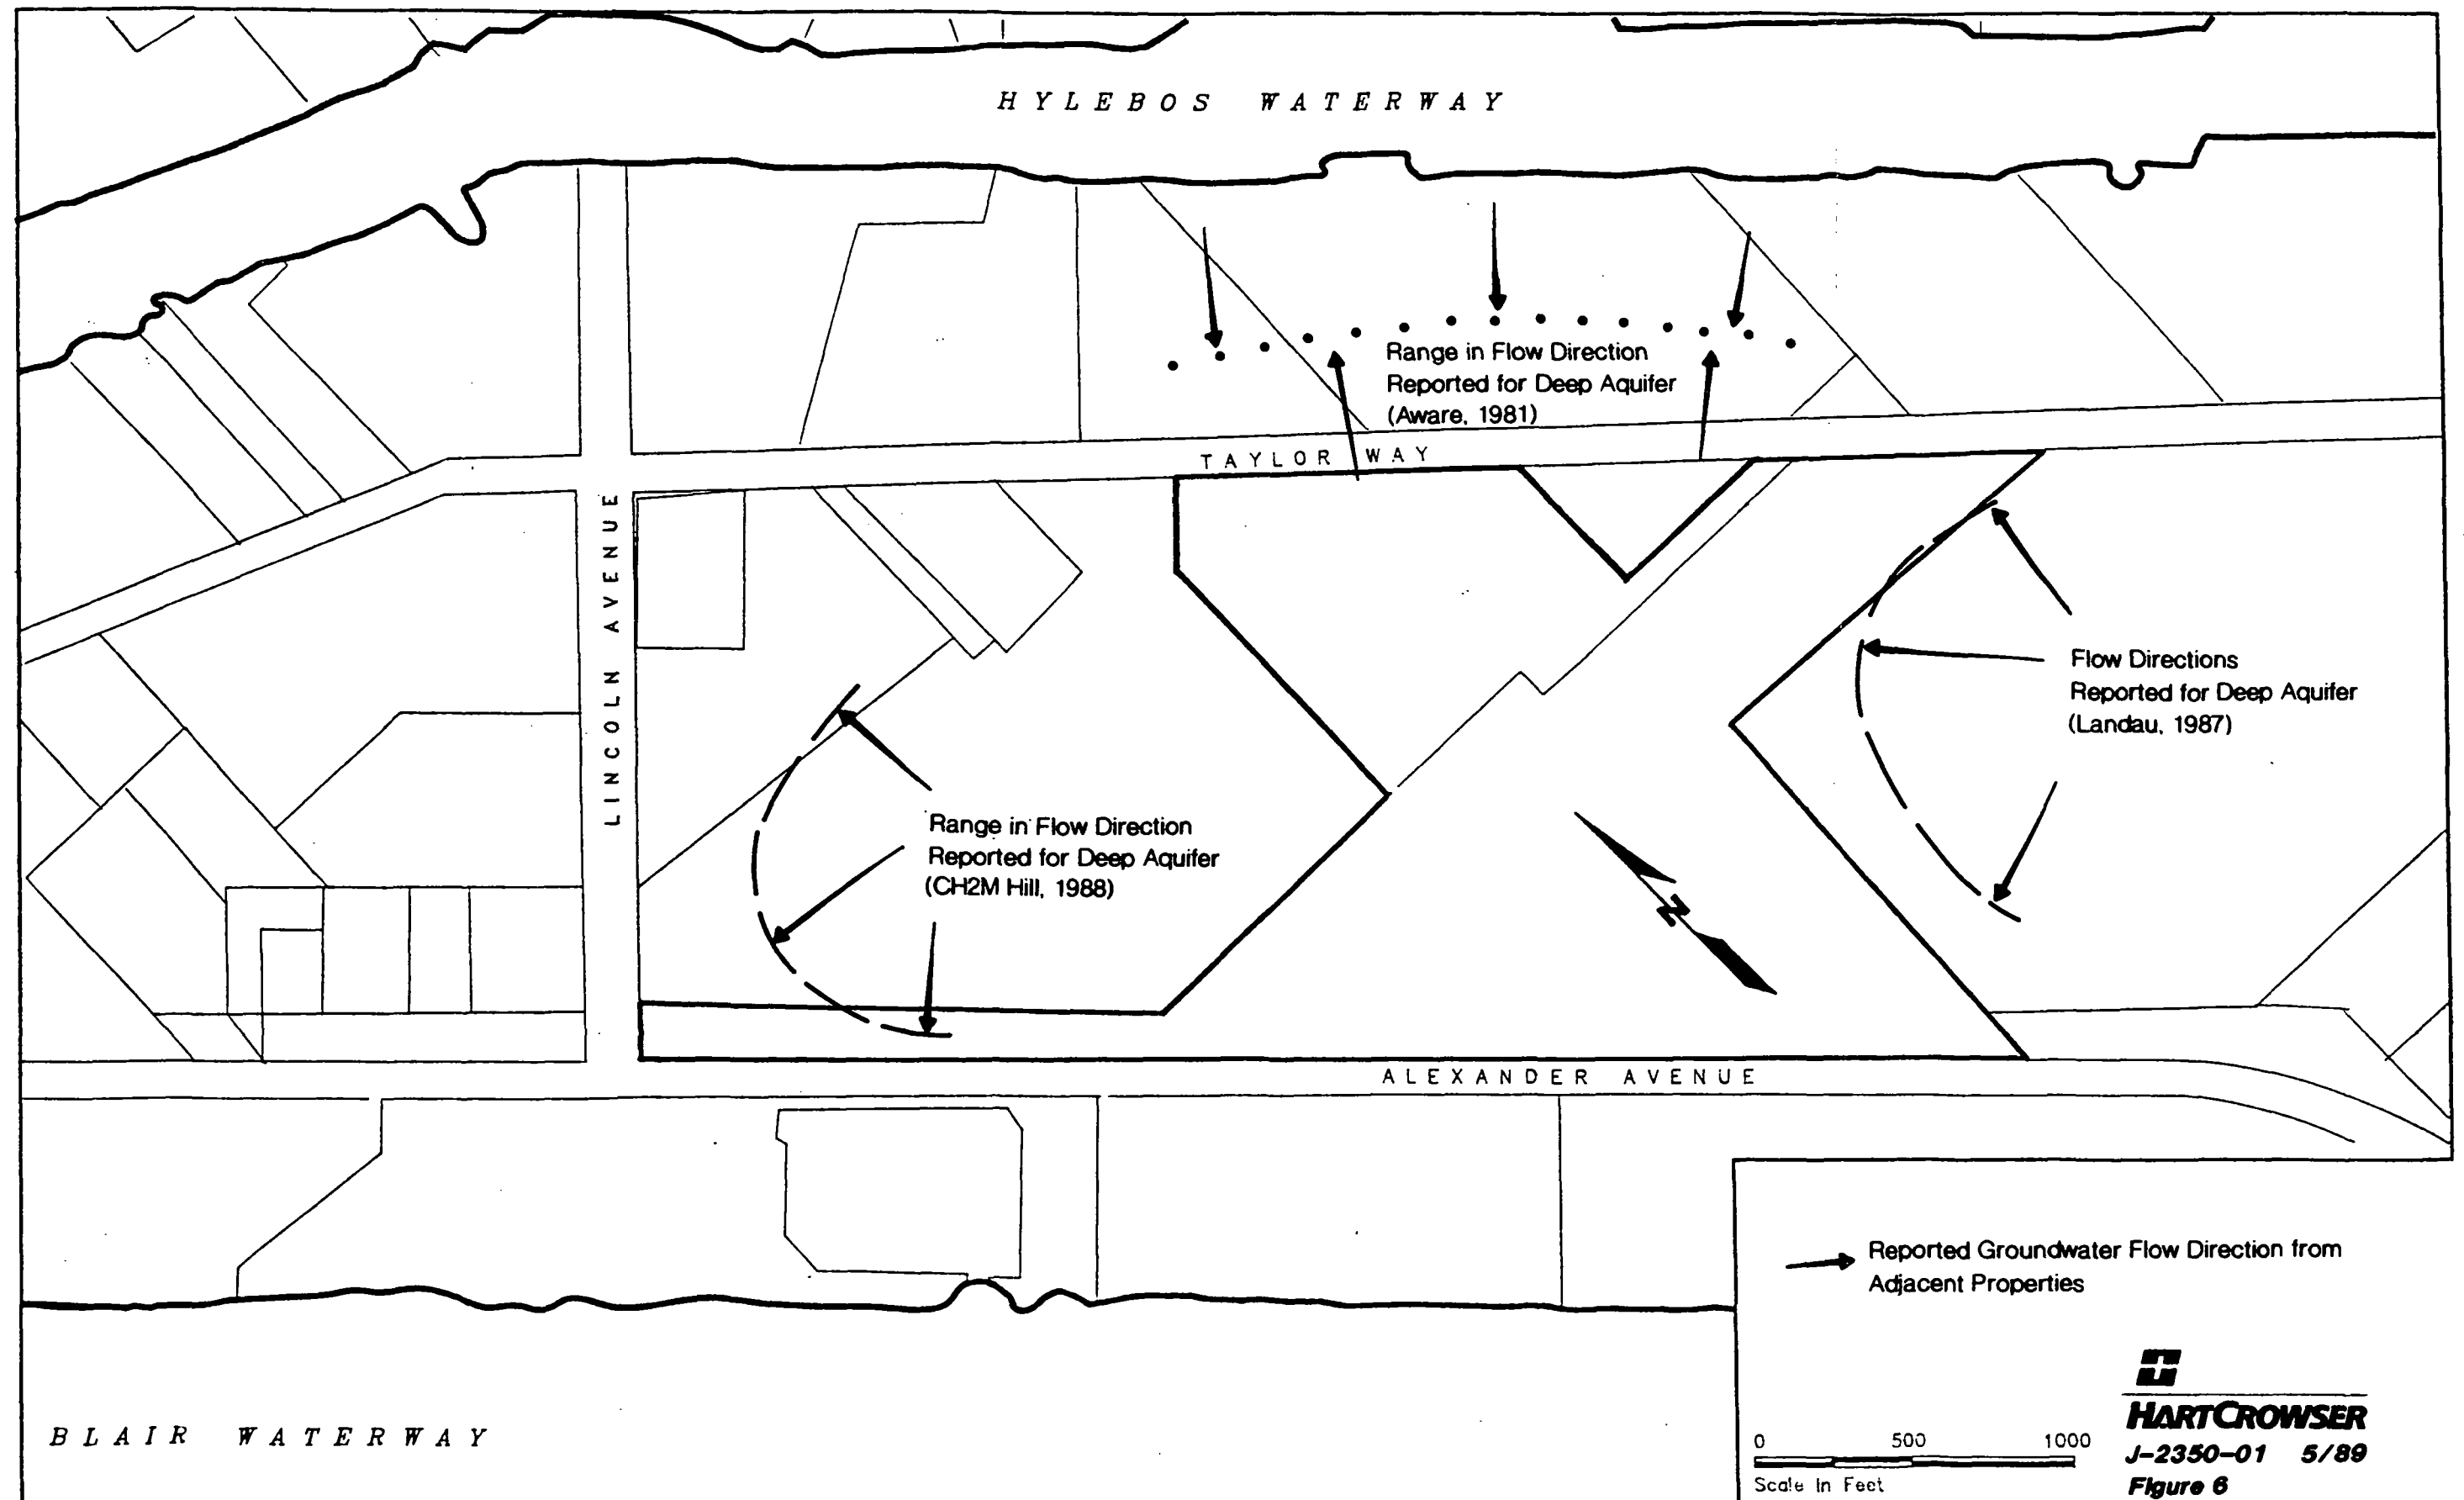 HYLEBOS WATERWAY
Range in Flow Direction
Reported for Deep Aquifer
(Aware, 1981)
TAYLOR WAY
LINCOLN AVENUE
Flow Directions
Reported for Deep Aquifer
(Landau, 1987)
Range in Flow Direction
Reported for Deep Aquifer
(CH2M Hill, 1988)
N
ALEXANDER AVENUE
Reported Groundwater Flow Direction from
Adjacent Properties
BLAIR WATERWAY
0 500 1000
Scale In Feet
HARTCROWSER
J-2350-01 5/89
Figure 6